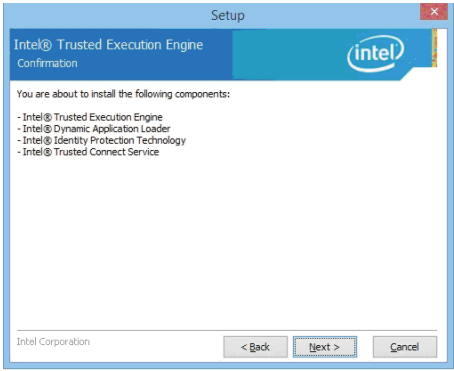 Setup
Intel® Trusted Execution Engine
Confirmation
intel
You are about to install the following components:
- Intel® Trusted Execution Engine
- Intel® Dynamic Application Loader
- Intel® Identity Protection Technology
- Intel® Trusted Connect Service
Intel Corporation
< Back
Next >
Cancel